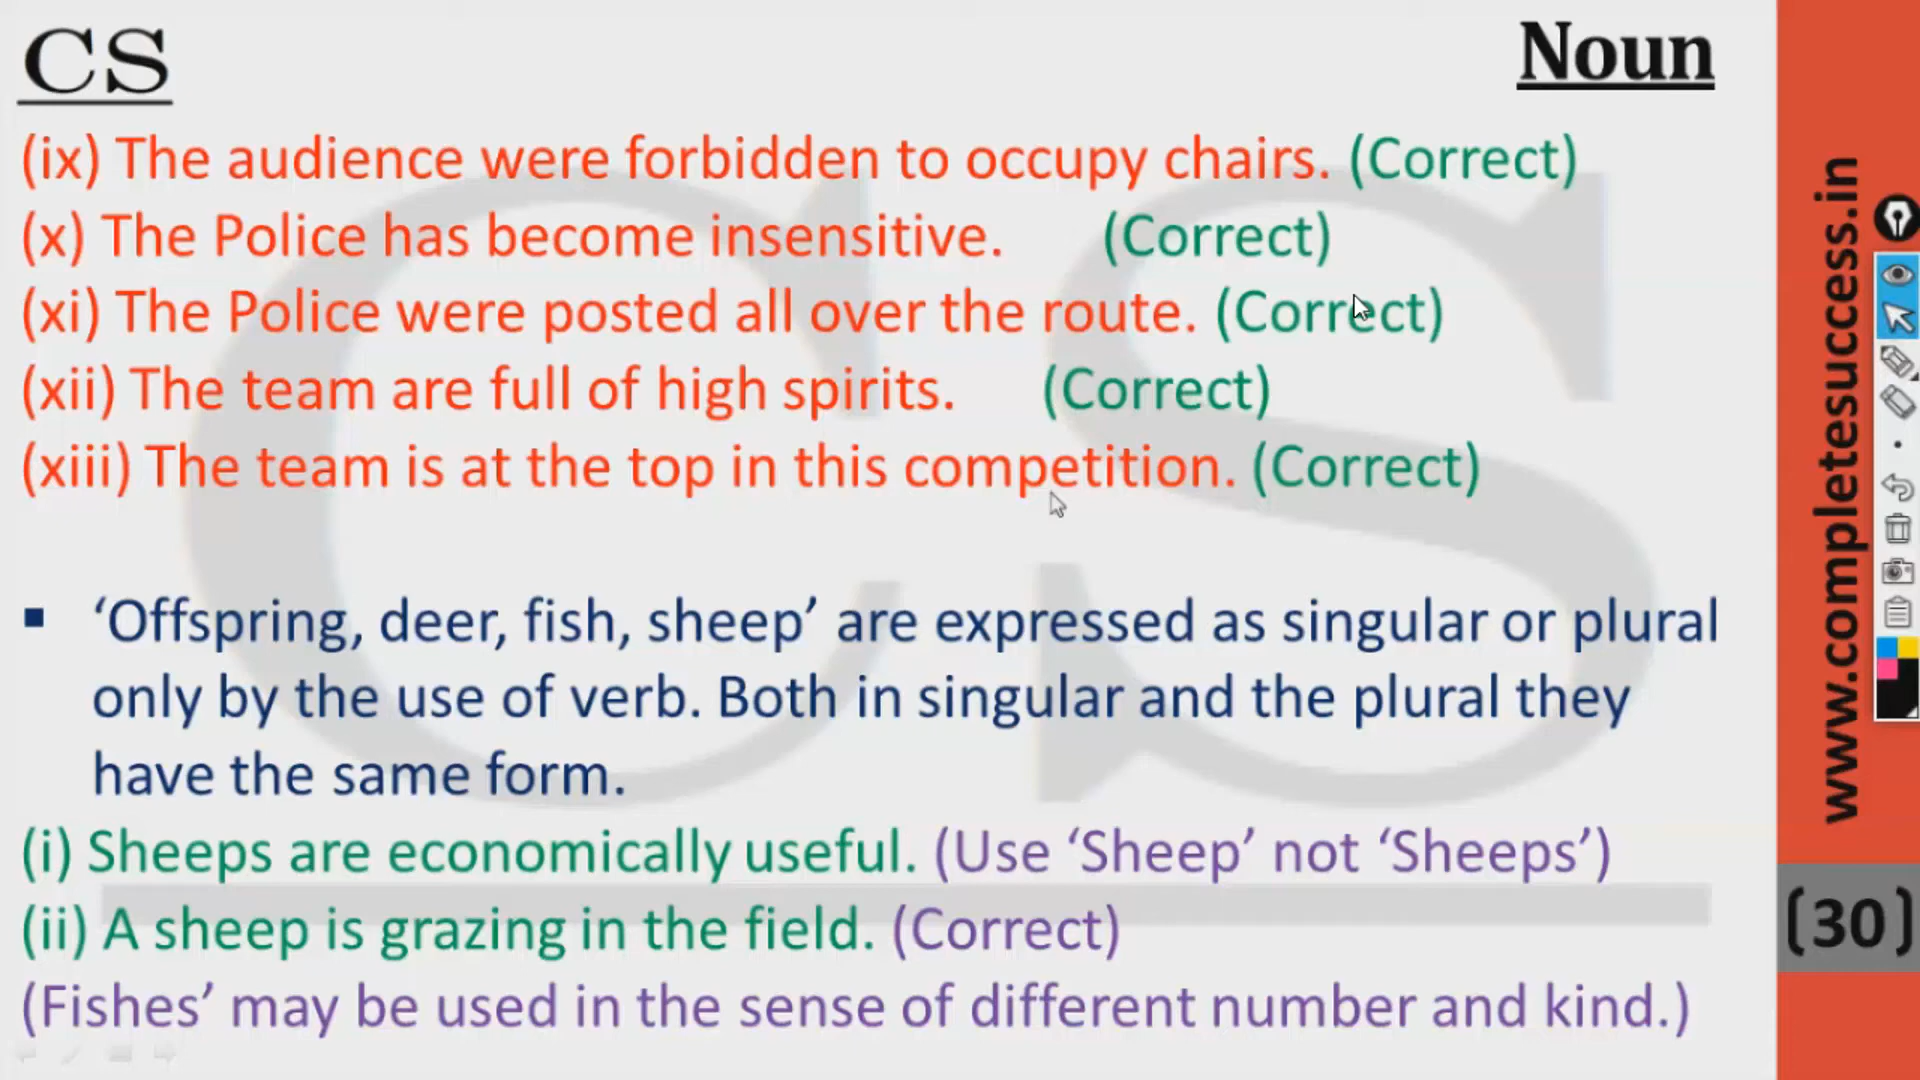 CS
Noun
(ix) The audience were forbidden to occupy chairs. (Correct)
(x) The Police has become insensitive. (Correct)
(xi) The Police were posted all over the route. (Correct)
(xii) The team are full of high spirits. (Correct)
(xiii) The team is at the top in this competition. (Correct)
▪ ‘Offspring, deer, fish, sheep’ are expressed as singular or plural
only by the use of verb. Both in singular and the plural they
have the same form.
(i) Sheeps are economically useful. (Use ‘Sheep’ not ‘Sheeps’)
(ii) A sheep is grazing in the field. (Correct)
(Fishes’ may be used in the sense of different number and kind.)
www.completesuccess.in
(30)